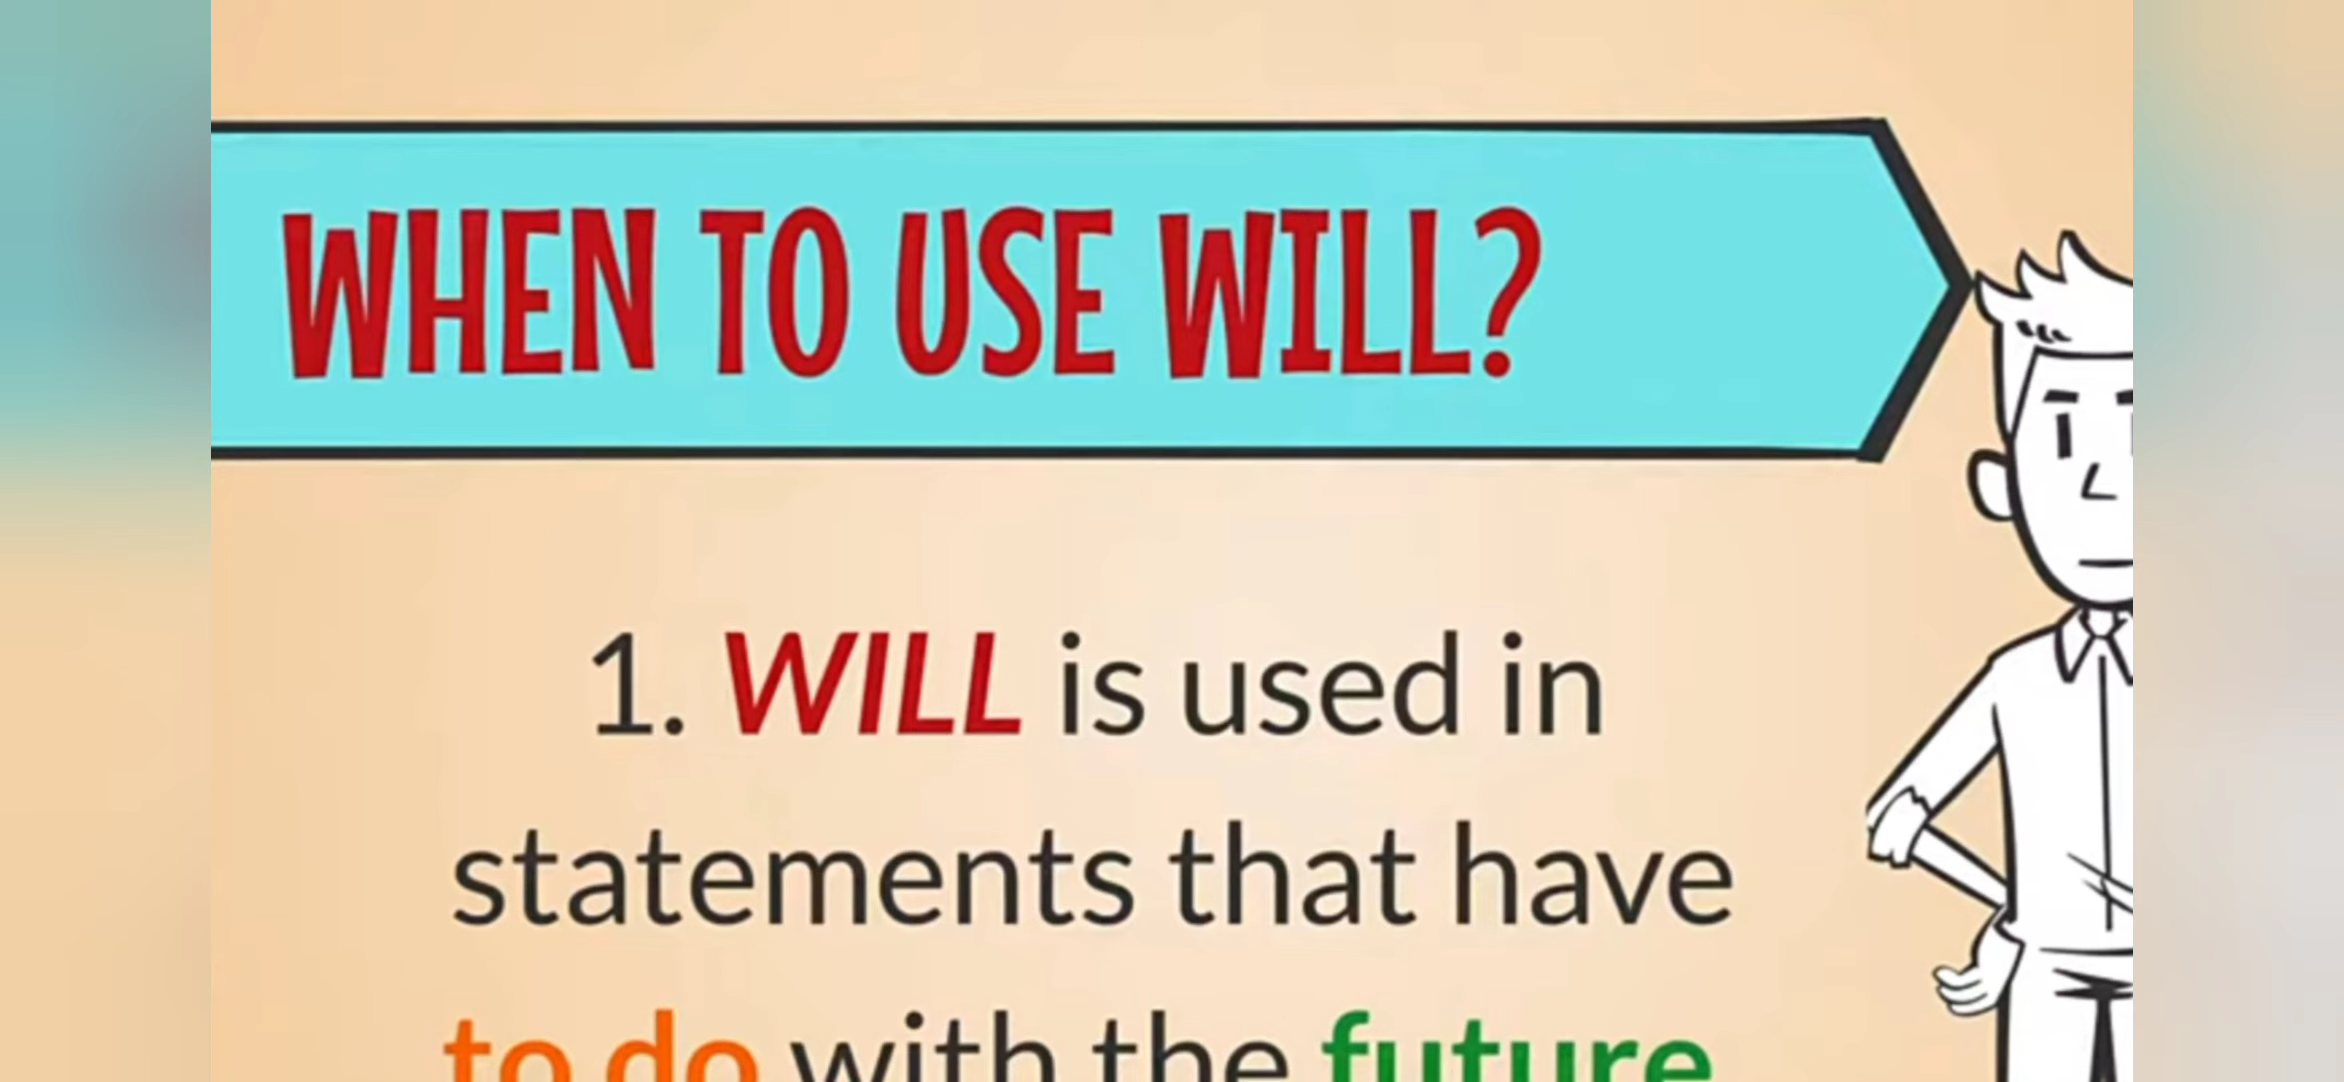 WHEN TO USE WILL?
1. WILL is used in
statements that have
to do with the future